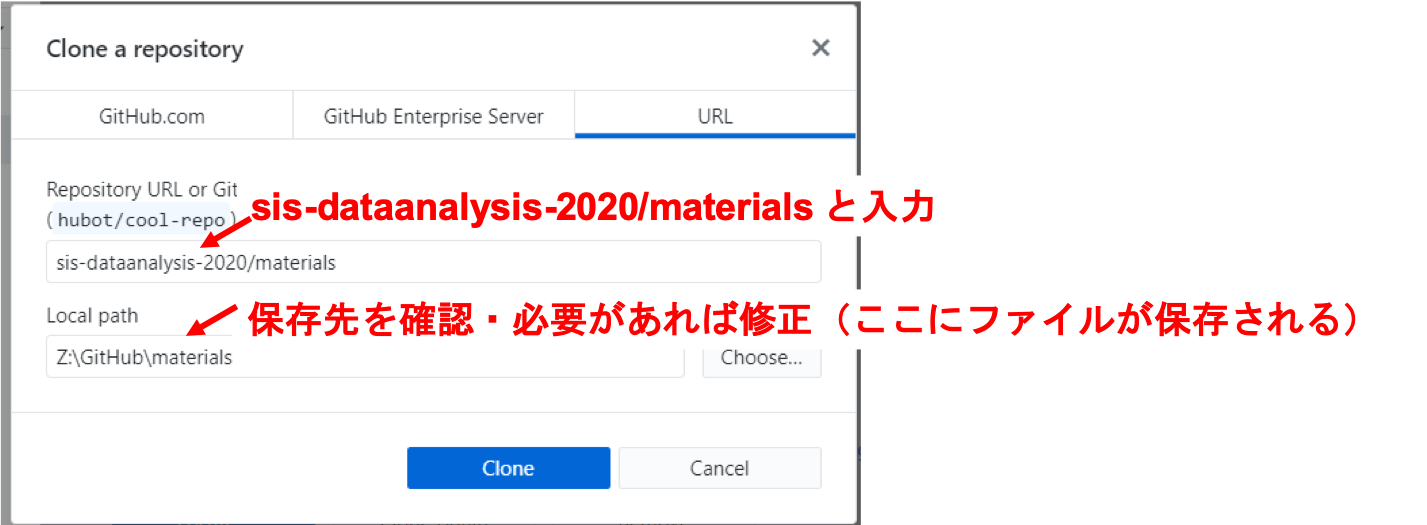 Clone a repository
GitHub.com
GitHub Enterprise Server
URL
Repository URL or Git
(hubot/cool-repo)
sis-dataanalysis-2020/materials と入力
sis-dataanalysis-2020/materials
Local path
保存先を確認・必要があれば修正（ここにファイルが保存される）
Z:\GitHub\materials
Choose...
Clone
Cancel